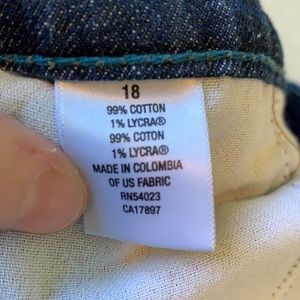 18
99% COTTON
1% LYCRA®
99% COTON
1% LYCRA®
MADE IN COLOMBIA
OF US FABRIC
RN54023
CA17897